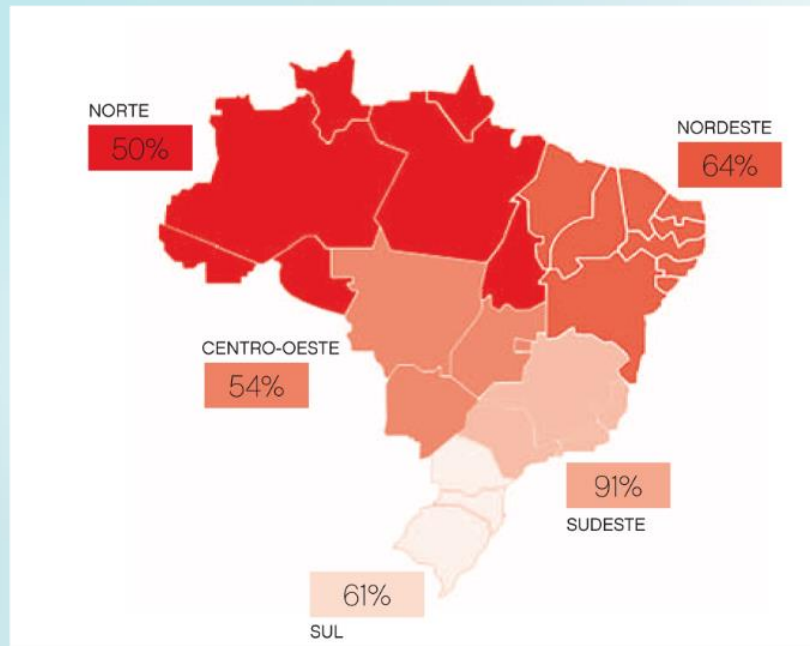 NORTE
50%
NORDESTE
64%
CENTRO-OESTE
54%
91%
SUDESTE
61%
SUL